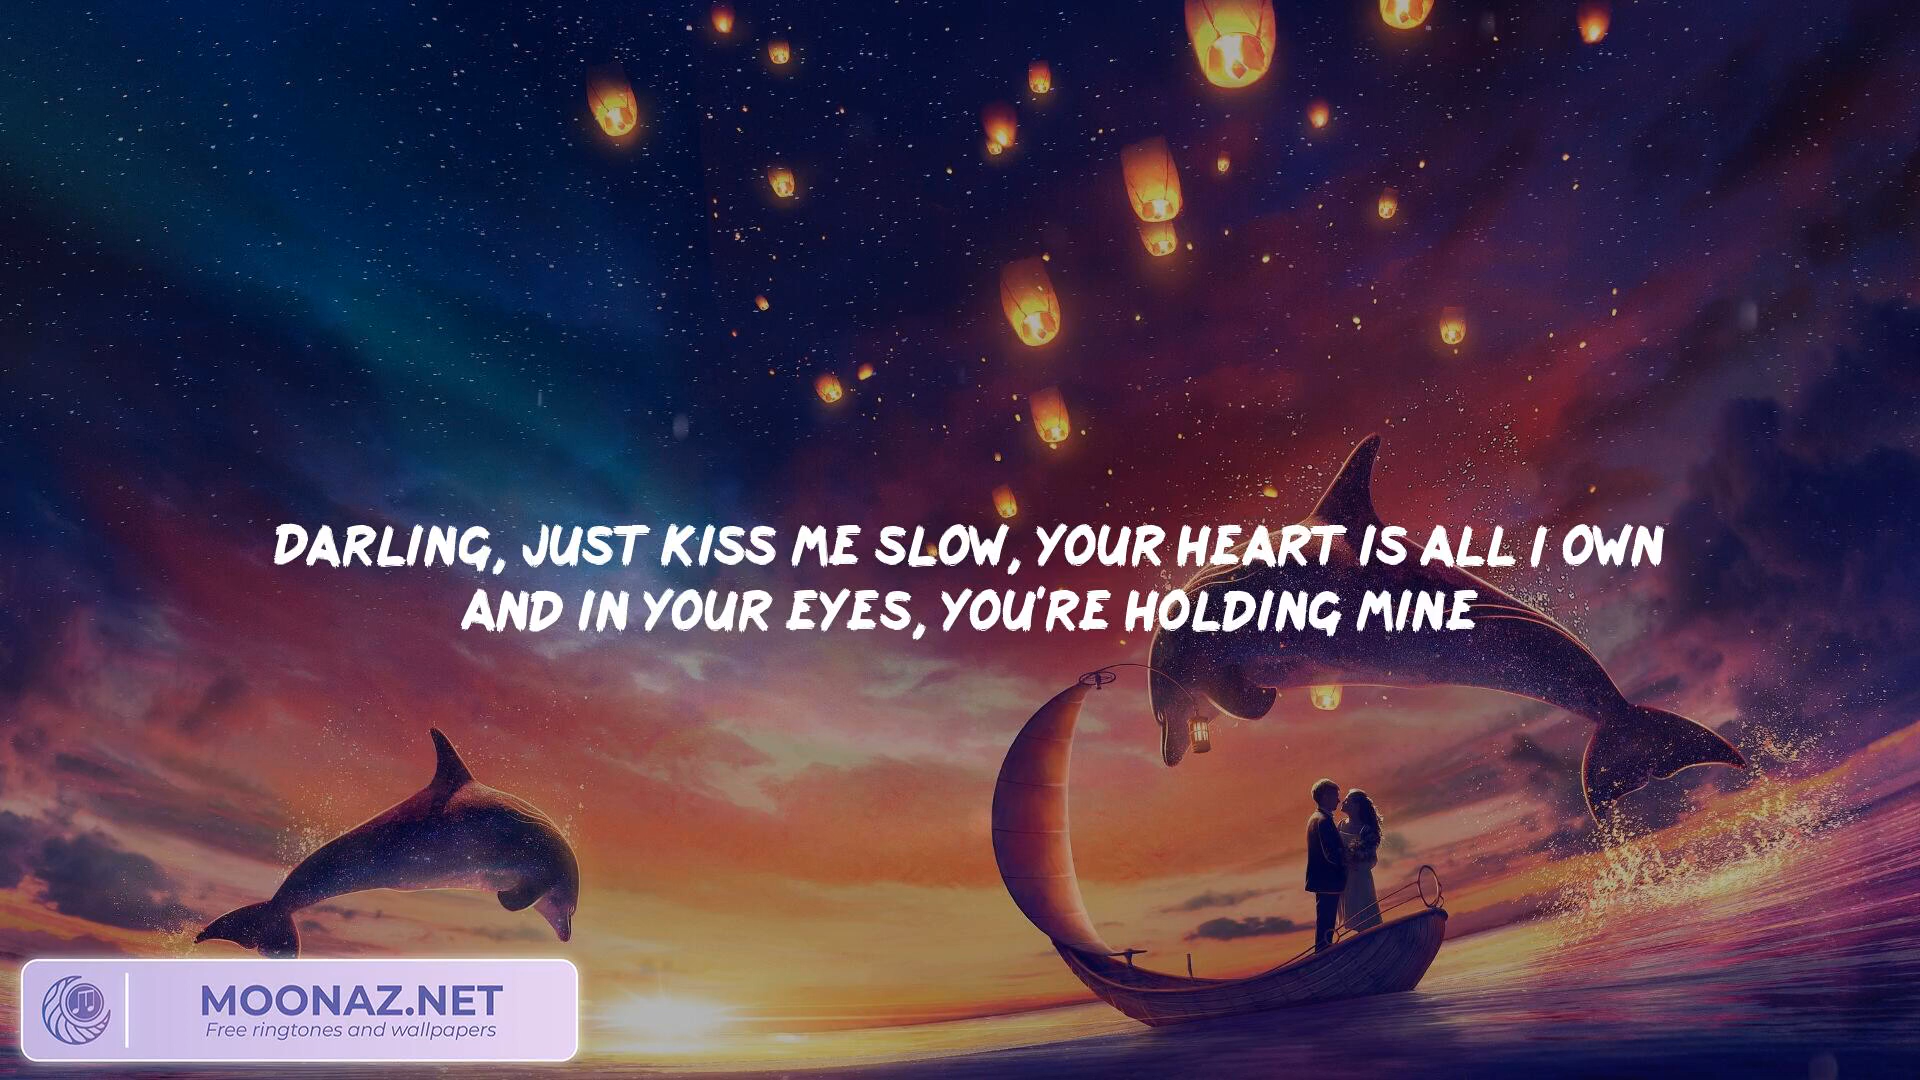 DARLING, JUST KISS ME SLOW, YOUR HEART IS ALL I OWN
AND IN YOUR EYES, YOU'RE HOLDING MINE
MOONAZ.NET
Free ringtones and wallpapers